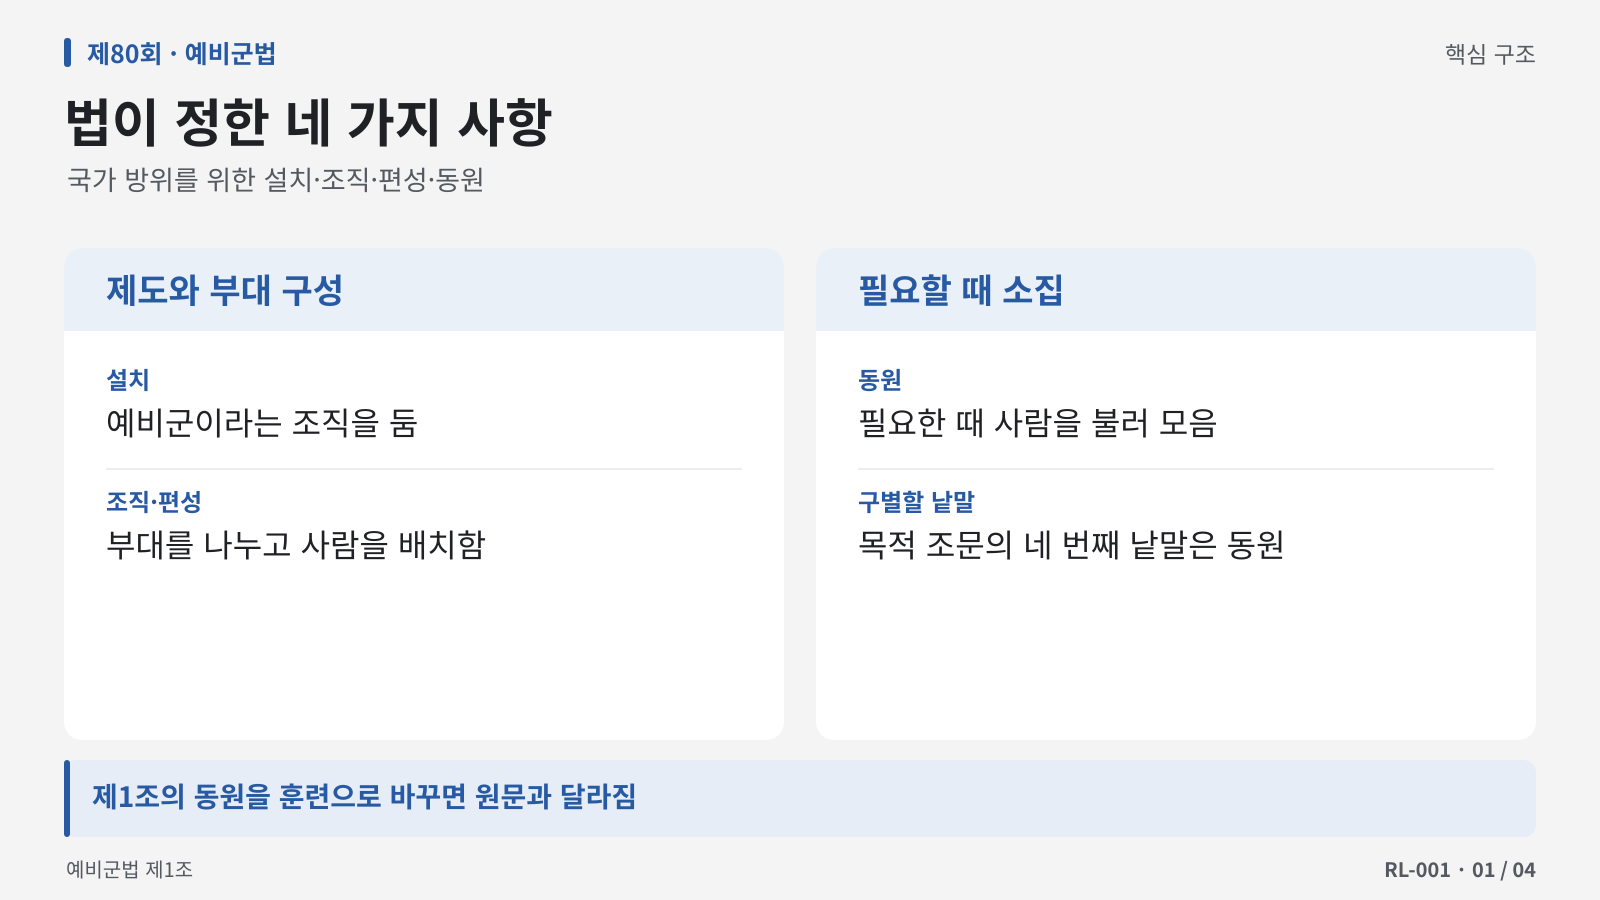 제80회 · 예비군법
핵심 구조
법이 정한 네 가지 사항
국가 방위를 위한 설치·조직·편성·동원
제도와 부대 구성
설치
예비군이라는 조직을 둠
조직·편성
부대를 나누고 사람을 배치함
필요할 때 소집
동원
필요한 때 사람을 불러 모음
구별할 낱말
목적 조문의 네 번째 낱말은 동원
제1조의 동원을 훈련으로 바꾸면 원문과 달라짐
예비군법 제1조
RL-001 · 01 / 04